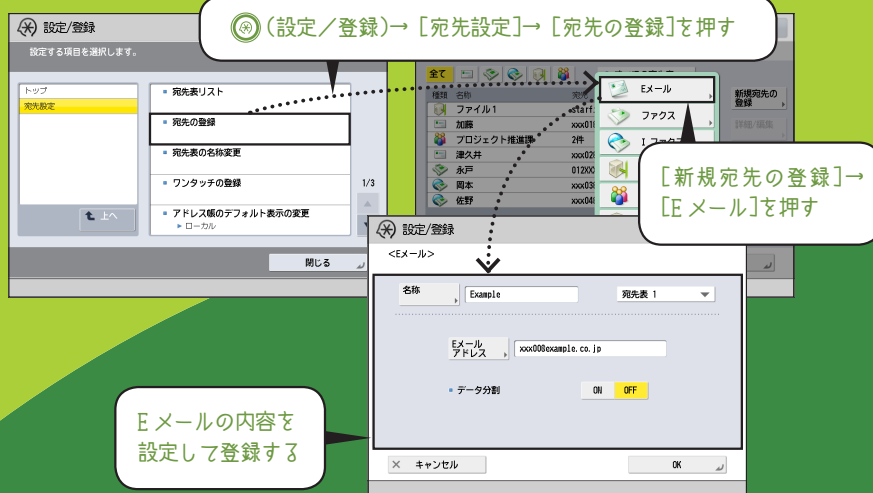 設定／登録
設定する項目を選択します。
トップ
宛先設定
上へ
宛先表リスト
宛先の登録
宛先表の名称変更
ワンタッチの登録
アドレス帳のデフォルト表示の変更
ローカル
1/3
閉じる
(設定／登録)→［宛先設定］→［宛先の登録］を押す
全て
種類 名称
ファイル1
加藤 xxx01
プロジェクト推進課 2件
津久井
永戸
岡本
佐野
Eメール
ファクス
新規宛先の
登録
詳細/編集
［新規宛先の登録］→
［Eメール］を押す
設定／登録
<Eメール>
名称 Example 宛先表 1
Eメール
アドレス xxx00@example.co.jp
データ分割 ON OFF
キャンセル OK
Eメールの内容を
設定して登録する